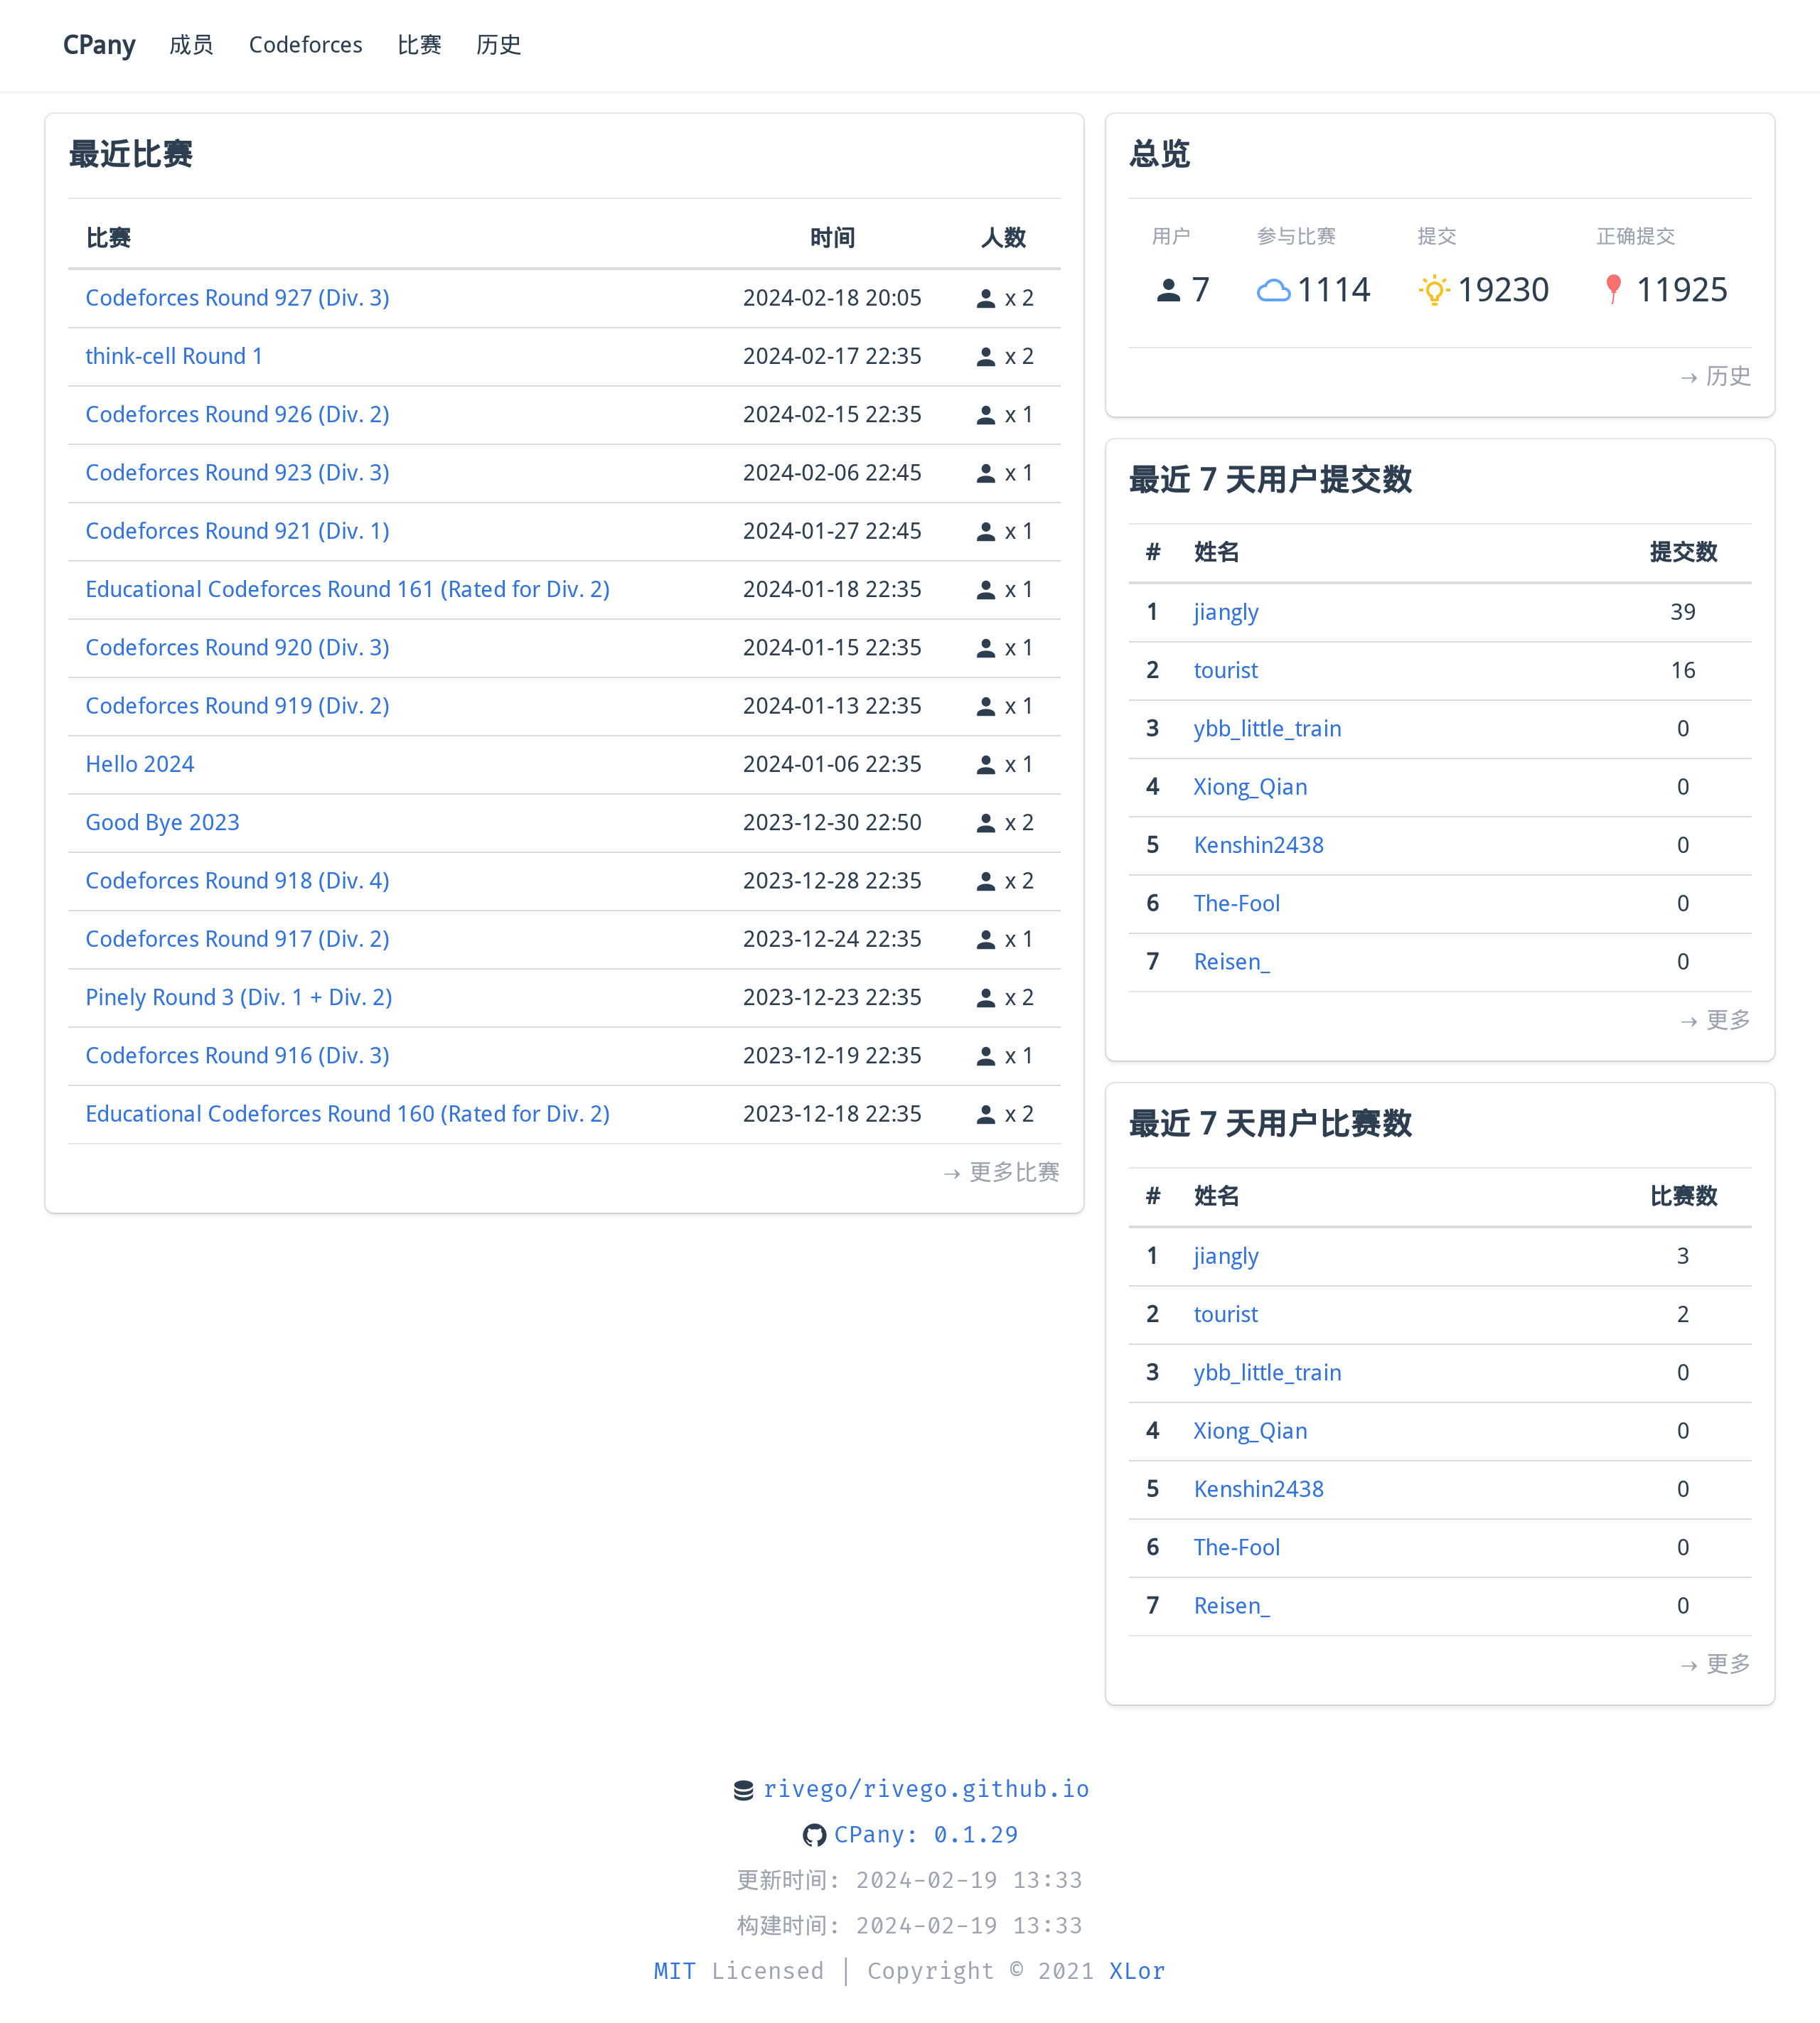 CPany 成员 Codeforces 比赛 历史
最近比赛
比赛 时间 人数
Codeforces Round 927 (Div. 3) 2024-02-18 20:05 x 2
think-cell Round 1 2024-02-17 22:35 x 2
Codeforces Round 926 (Div. 2) 2024-02-15 22:35 x 1
Codeforces Round 923 (Div. 3) 2024-02-06 22:45 x 1
Codeforces Round 921 (Div. 1) 2024-01-27 22:45 x 1
Educational Codeforces Round 161 (Rated for Div. 2) 2024-01-18 22:35 x 1
Codeforces Round 920 (Div. 3) 2024-01-15 22:35 x 1
Codeforces Round 919 (Div. 2) 2024-01-13 22:35 x 1
Hello 2024 2024-01-06 22:35 x 1
Good Bye 2023 2023-12-30 22:50 x 2
Codeforces Round 918 (Div. 4) 2023-12-28 22:35 x 2
Codeforces Round 917 (Div. 2) 2023-12-24 22:35 x 1
Pinely Round 3 (Div. 1 + Div. 2) 2023-12-23 22:35 x 2
Codeforces Round 916 (Div. 3) 2023-12-19 22:35 x 1
Educational Codeforces Round 160 (Rated for Div. 2) 2023-12-18 22:35 x 2
→ 更多比赛
总览
用户 参与比赛 提交 正确提交
7 1114 19230 11925
→ 历史
最近 7 天用户提交数
# 姓名 提交数
1 jiangly 39
2 tourist 16
3 ybb_little_train 0
4 Xiong_Qian 0
5 Kenshin2438 0
6 The-Fool 0
7 Reisen_ 0
→ 更多
最近 7 天用户比赛数
# 姓名 比赛数
1 jiangly 3
2 tourist 2
3 ybb_little_train 0
4 Xiong_Qian 0
5 Kenshin2438 0
6 The-Fool 0
7 Reisen_ 0
→ 更多
rivego/rivego.github.io
CPany: 0.1.29
更新时间: 2024-02-19 13:33
构建时间: 2024-02-19 13:33
MIT Licensed | Copyright © 2021 XLor